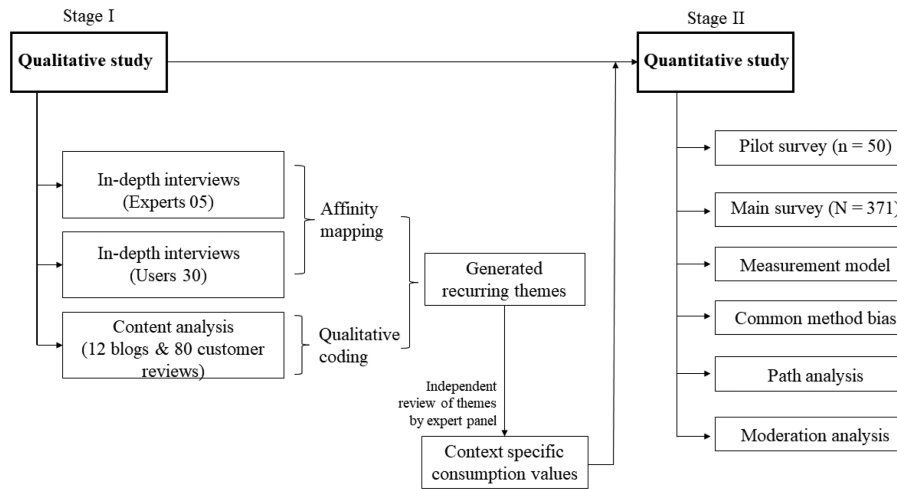 Stage I
Qualitative study
In-depth interviews
(Experts 05)
In-depth interviews
(Users 30)
Content analysis
(12 blogs & 80 customer
reviews)
Affinity
mapping
Qualitative
coding
Generated
recurring themes
Independent
review of themes
by expert panel
Context specific
consumption values
Stage II
Quantitative study
Pilot survey (n = 50)
Main survey (N = 371)
Measurement model
Common method bias
Path analysis
Moderation analysis